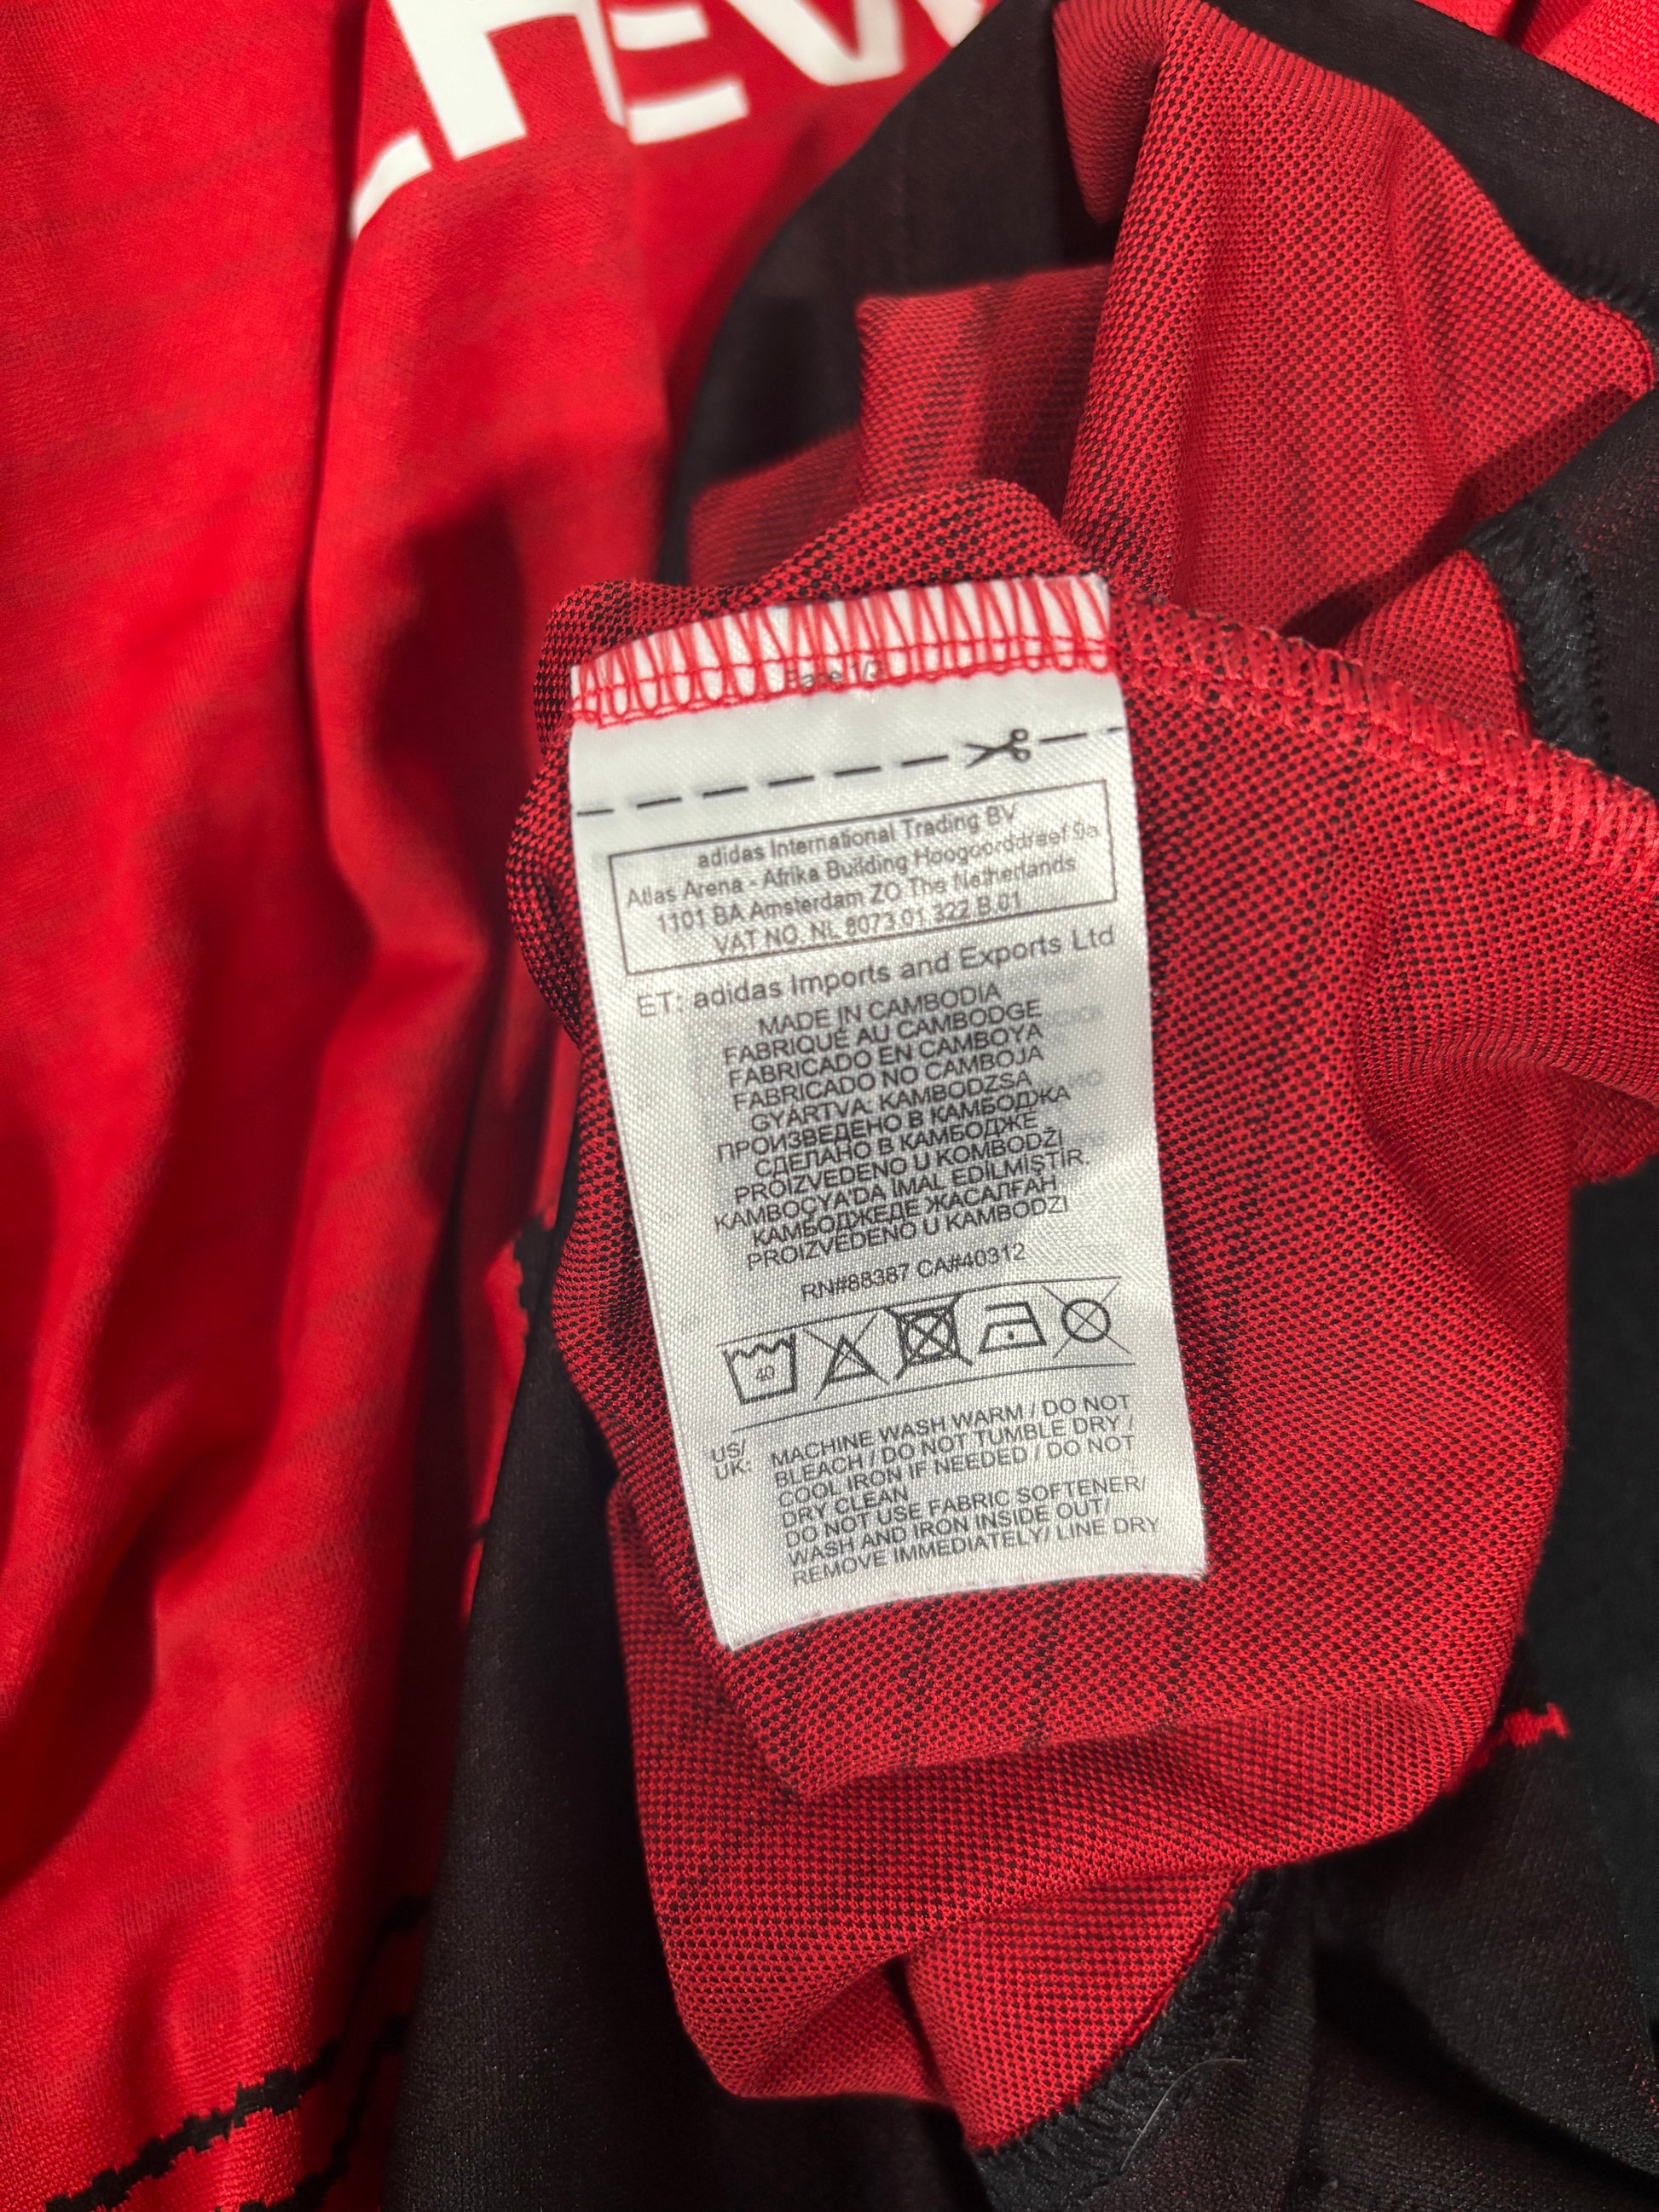 CHEV
Page 1/2
adidas International Trading BV
Atlas Arena - Afrika Building Hoogoorddreef 9a
1101 BA Amsterdam ZO The Netherlands
VAT NO. NL 8073.01.322.B.01
ET: adidas Imports and Exports Ltd
MADE IN CAMBODIA
FABRIQUÉ AU CAMBODGE
FABRICADO EN CAMBOYA
FABRICADO NO CAMBOJA
GYÁRTVA: KAMBODZSA
ПРОИЗВЕДЕНО В КАМБОДЖА
СДЕЛАНО В КАМБОДЖЕ
PROIZVEDENO U KOMBODŽI
KAMBOÇYA'DA İMAL EDİLMİŞTİR.
КАМБОДЖЕДЕ ЖАСАЛҒАН
PROIZVEDENO U KAMBODZI
RN#88387 CA#40312
40
US/ UK: MACHINE WASH WARM / DO NOT
BLEACH / DO NOT TUMBLE DRY /
COOL IRON IF NEEDED / DO NOT
DRY CLEAN
DO NOT USE FABRIC SOFTENER/
WASH AND IRON INSIDE OUT/
REMOVE IMMEDIATELY/ LINE DRY